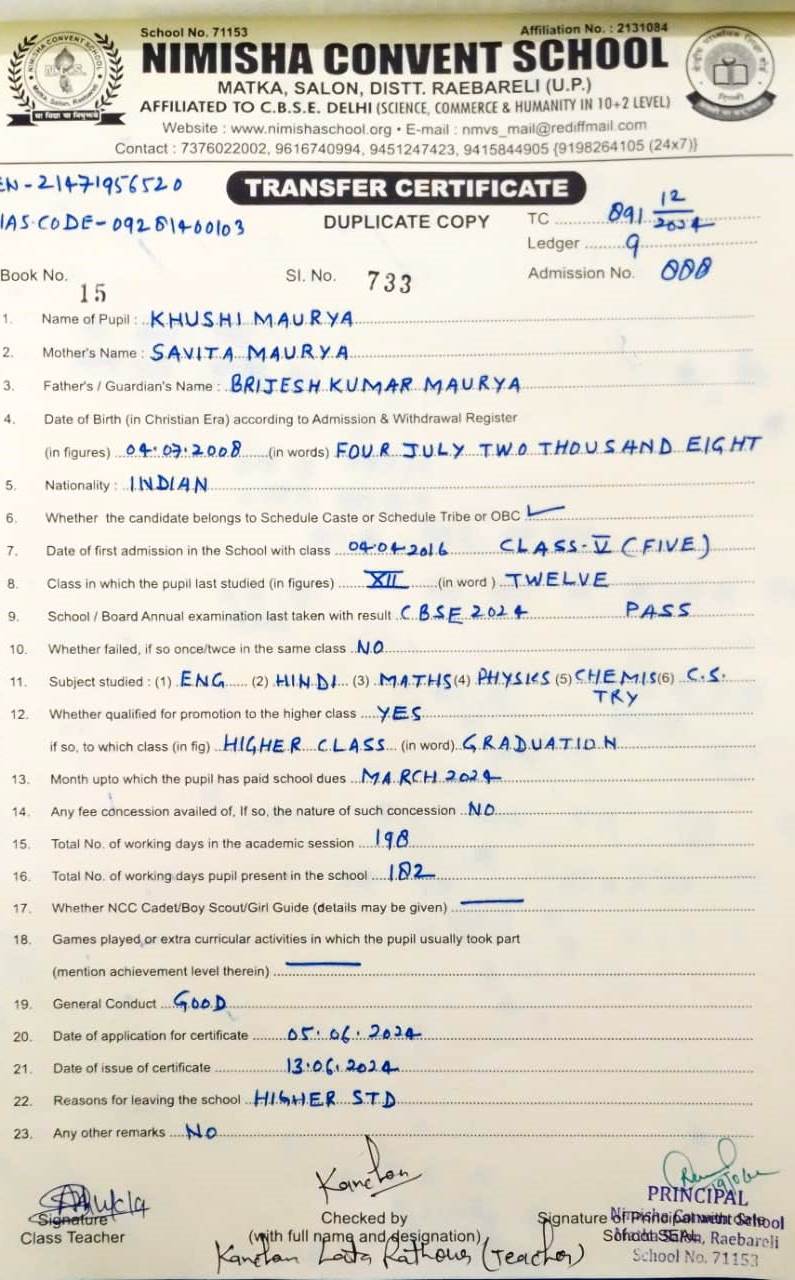 School No. 71153 Affiliation No. : 2131084
NIMISHA CONVENT SCHOOL
MATKA, SALON, DISTT. RAEBARELI (U.P.)
AFFILIATED TO C.B.S.E. DELHI (SCIENCE, COMMERCE & HUMANITY IN 10+2 LEVEL)
Website : www.nimishaschool.org • E-mail : nmvs_mail@rediffmail.com
Contact : 7376022002, 9616740994, 9451247423, 9415844905 {9198264105 (24x7)}
EN-21471956520
TRANSFER CERTIFICATE
IAS CODE-09281400103
DUPLICATE COPY
TC 891 12/2024
Ledger 9
Book No. 15 Sl. No. 733 Admission No. 888
1. Name of Pupil : KHUSHI MAURYA
2. Mother's Name : SAVITA MAURYA
3. Father's / Guardian's Name : BRIJESH KUMAR MAURYA
4. Date of Birth (in Christian Era) according to Admission & Withdrawal Register
(in figures) 04.07.2008 (in words) FOUR JULY TWO THOUSAND EIGHT
5. Nationality : INDIAN
6. Whether the candidate belongs to Schedule Caste or Schedule Tribe or OBC ✓
7. Date of first admission in the School with class 04.04.2016 CLASS-V (FIVE)
8. Class in which the pupil last studied (in figures) XII (in word ) TWELVE
9. School / Board Annual examination last taken with result CBSE 2024 PASS
10. Whether failed, if so once/twce in the same class NO
11. Subject studied : (1) ENG (2) HINDI (3) MATHS (4) PHYSICS (5) CHEMISTRY (6) C.S.
12. Whether qualified for promotion to the higher class YES
if so, to which class (in fig) HIGHER CLASS (in word) GRADUATION
13. Month upto which the pupil has paid school dues MARCH 2024
14. Any fee concession availed of, If so, the nature of such concession NO
15. Total No. of working days in the academic session 198
16. Total No. of working days pupil present in the school 182
17. Whether NCC Cadet/Boy Scout/Girl Guide (details may be given) —
18. Games played or extra curricular activities in which the pupil usually took part
(mention achievement level therein) —
19. General Conduct GOOD
20. Date of application for certificate 05.06.2024
21. Date of issue of certificate 13.06.2024
22. Reasons for leaving the school HIGHER STD
23. Any other remarks NO
Kanchan
PRINCIPAL
Signature
Class Teacher
Checked by
(with full name and designation)
Kanchan Lata Rathour (Teacher)
Signature of Principal with date
School SEAL
Nimisha Convent School
Matka Salon, Raebareli
School No. 71153